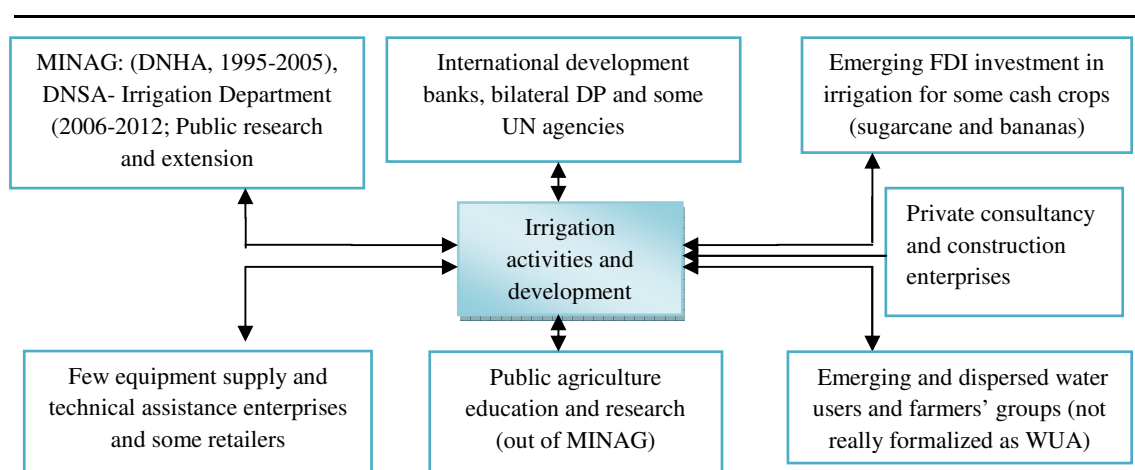 MINAG: (DNHA, 1995-2005),
DNSA- Irrigation Department
(2006-2012; Public research
and extension
International development
banks, bilateral DP and some
UN agencies
Emerging FDI investment in
irrigation for some cash crops
(sugarcane and bananas)
Private consultancy
and construction
enterprises
Irrigation
activities and
development
Few equipment supply and
technical assistance enterprises
and some retailers
Public agriculture
education and research
(out of MINAG)
Emerging and dispersed water
users and farmers’ groups (not
really formalized as WUA)